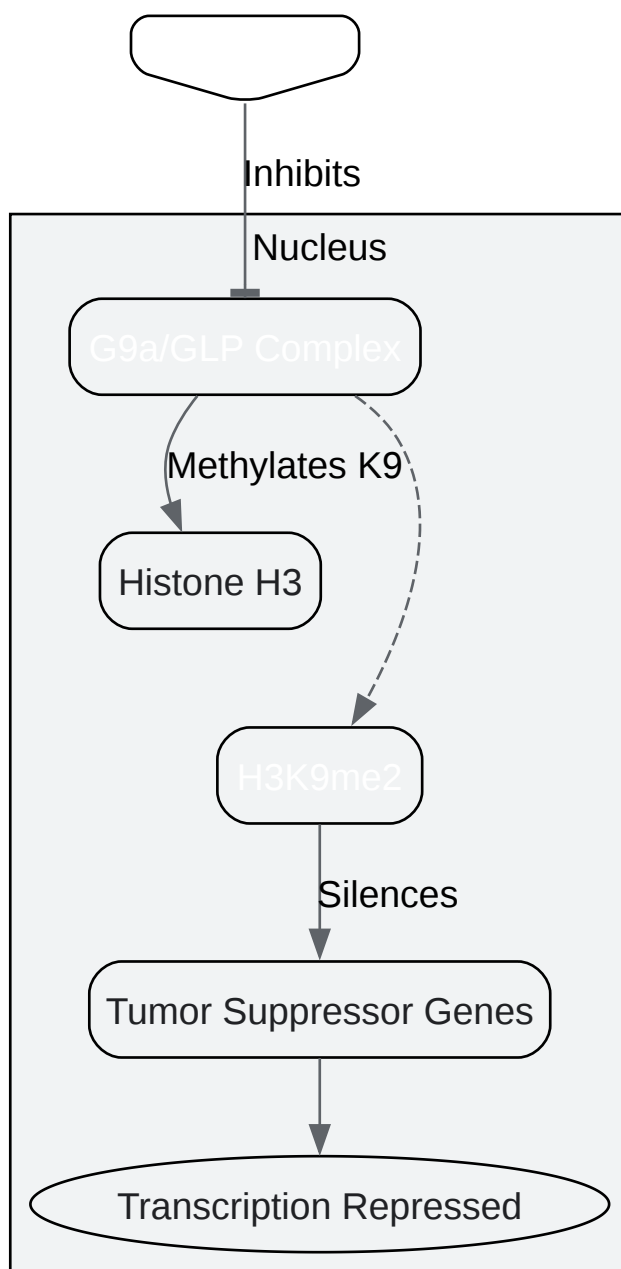 Inhibits
Nucleus
G9a/GLP Complex
Methylates K9
Histone H3
H3K9me2
Silences
Tumor Suppressor Genes
Transcription Repressed